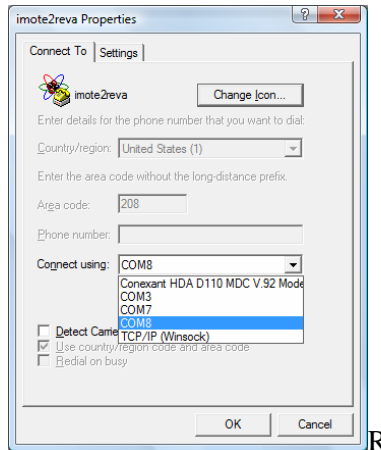 imote2reva Properties
Connect To Settings
imote2reva Change Icon...
Enter details for the phone number that you want to dial:
Country/region: United States (1)
Enter the area code without the long-distance prefix.
Area code: 208
Phone number:
Connect using: COM8
Conexant HDA D110 MDC V.92 Mode
COM3
COM7
COM8
Detect Carrie TCP/IP (Winsock)
Use country/region code and area code
Redial on busy
OK Cancel
R